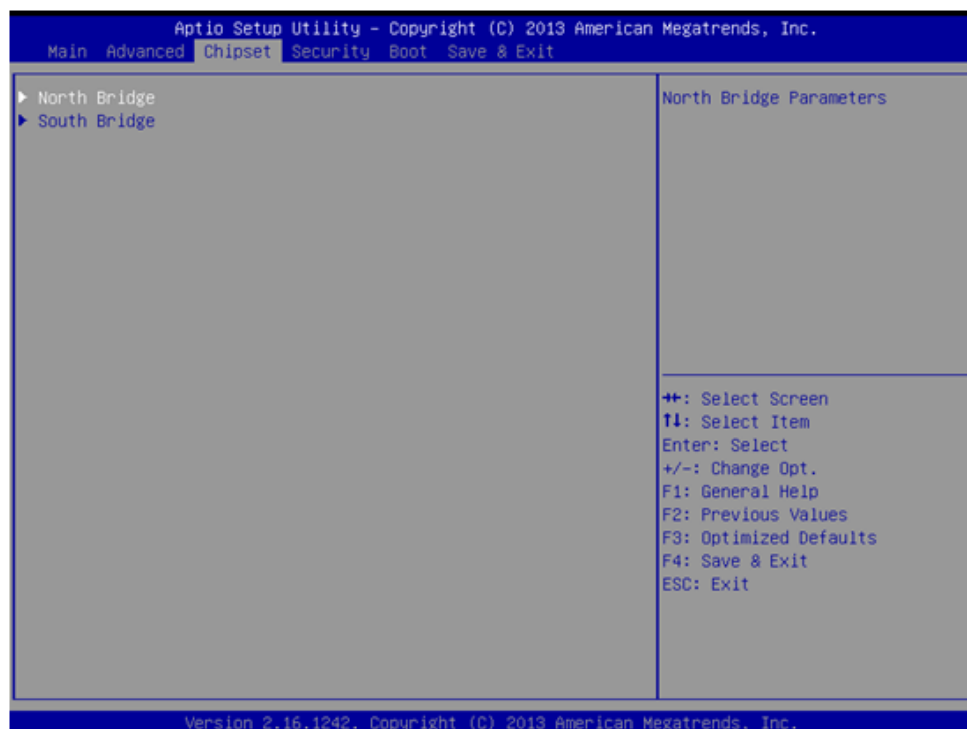 Aptio Setup Utility – Copyright (C) 2013 American Megatrends, Inc.
Main Advanced Chipset Security Boot Save & Exit
▶ North Bridge
▶ South Bridge
North Bridge Parameters
→←: Select Screen
↑↓: Select Item
Enter: Select
+/-: Change Opt.
F1: General Help
F2: Previous Values
F3: Optimized Defaults
F4: Save & Exit
ESC: Exit
Version 2.16.1242. Copyright (C) 2013 American Megatrends, Inc.